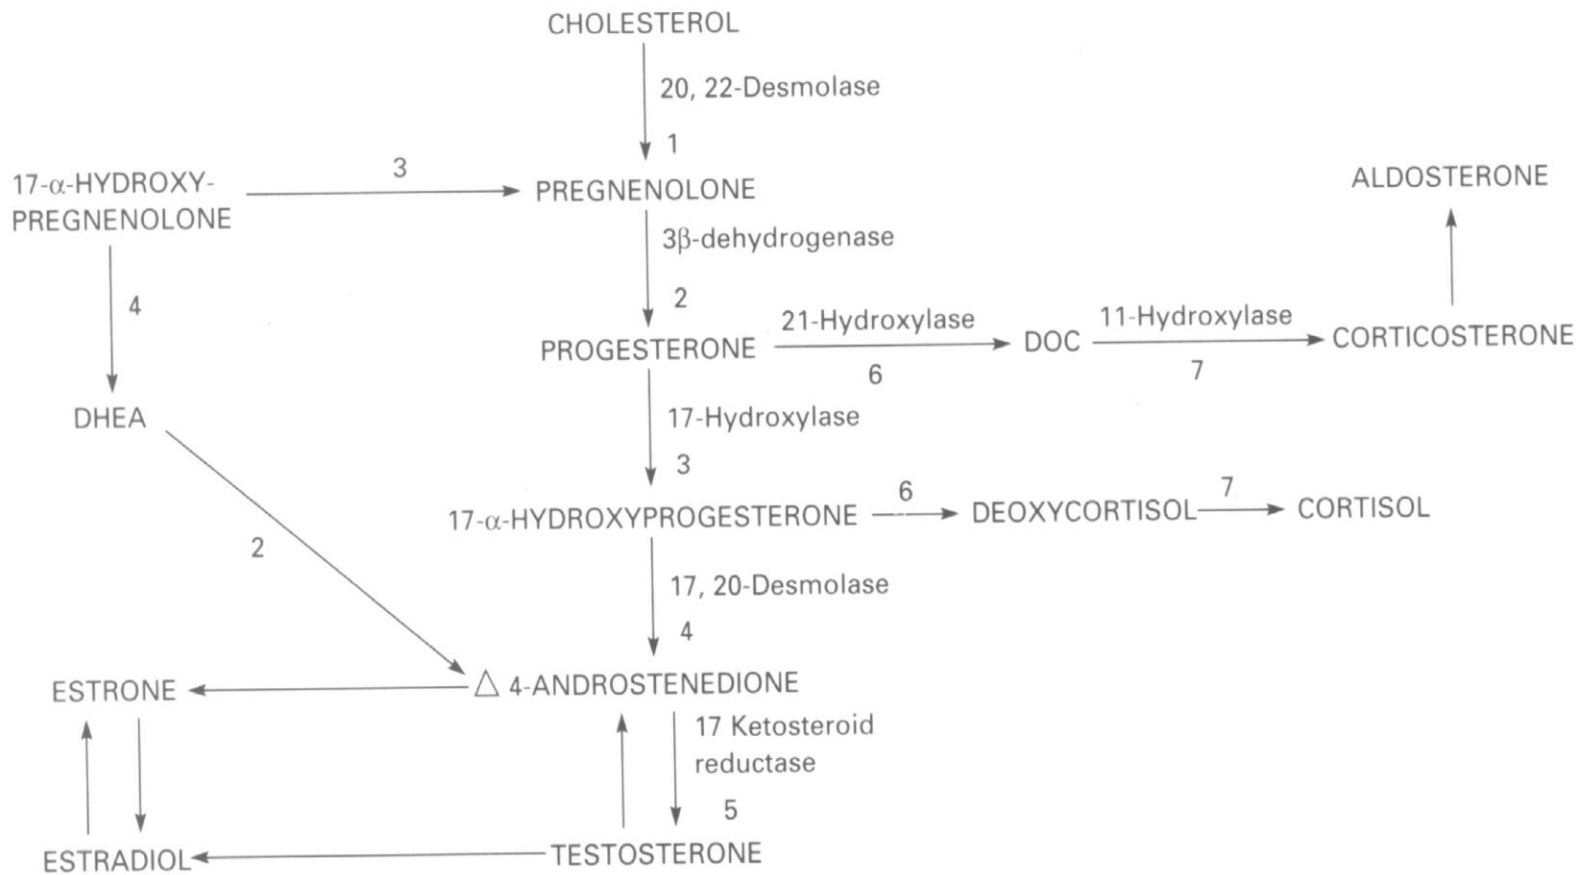 CHOLESTEROL
20, 22-Desmolase
1
17-α-HYDROXY-
PREGNENOLONE
3
PREGNENOLONE
ALDOSTERONE
3β-dehydrogenase
4
2
PROGESTERONE
21-Hydroxylase
6
DOC
11-Hydroxylase
7
CORTICOSTERONE
DHEA
17-Hydroxylase
3
17-α-HYDROXYPROGESTERONE
6
DEOXYCORTISOL
7
CORTISOL
2
17, 20-Desmolase
4
ESTRONE
△ 4-ANDROSTENEDIONE
17 Ketosteroid
reductase
5
ESTRADIOL
TESTOSTERONE